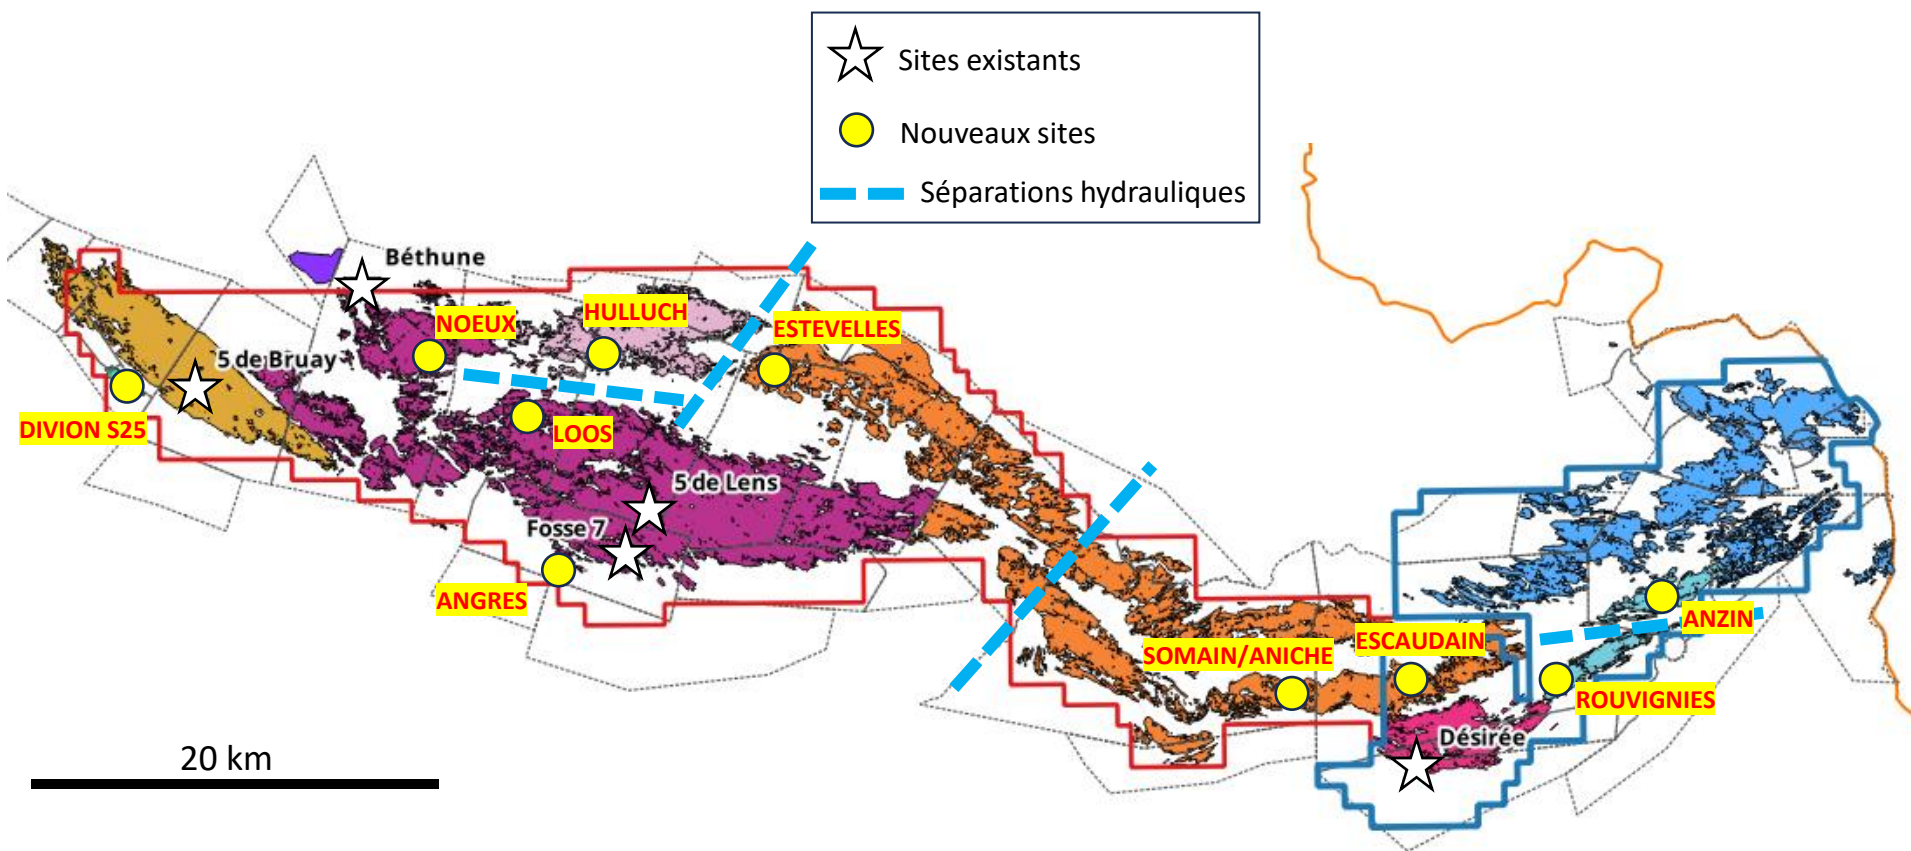 Sites existants
Nouveaux sites
Séparations hydrauliques
Béthune
NOEUX
HULLUCH
ESTEVELLES
5 de Bruay
DIVION S25
LOOS
5 de Lens
Fosse 7
ANGRES
ANZIN
ESCAUDAIN
SOMAIN/ANICHE
ROUVIGNIES
Désirée
20 km